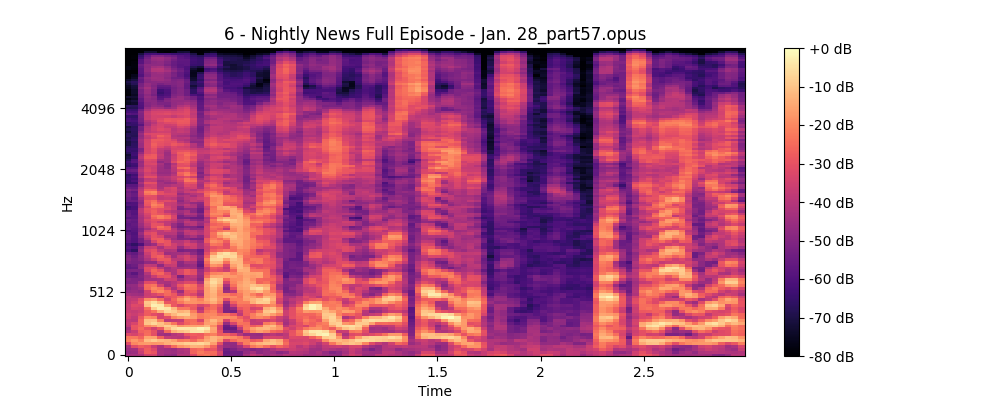 6 - Nightly News Full Episode - Jan. 28_part57.opus
Hz
4096
2048
1024
512
0
0 0.5 1 1.5 2 2.5
Time
+0 dB
-10 dB
-20 dB
-30 dB
-40 dB
-50 dB
-60 dB
-70 dB
-80 dB